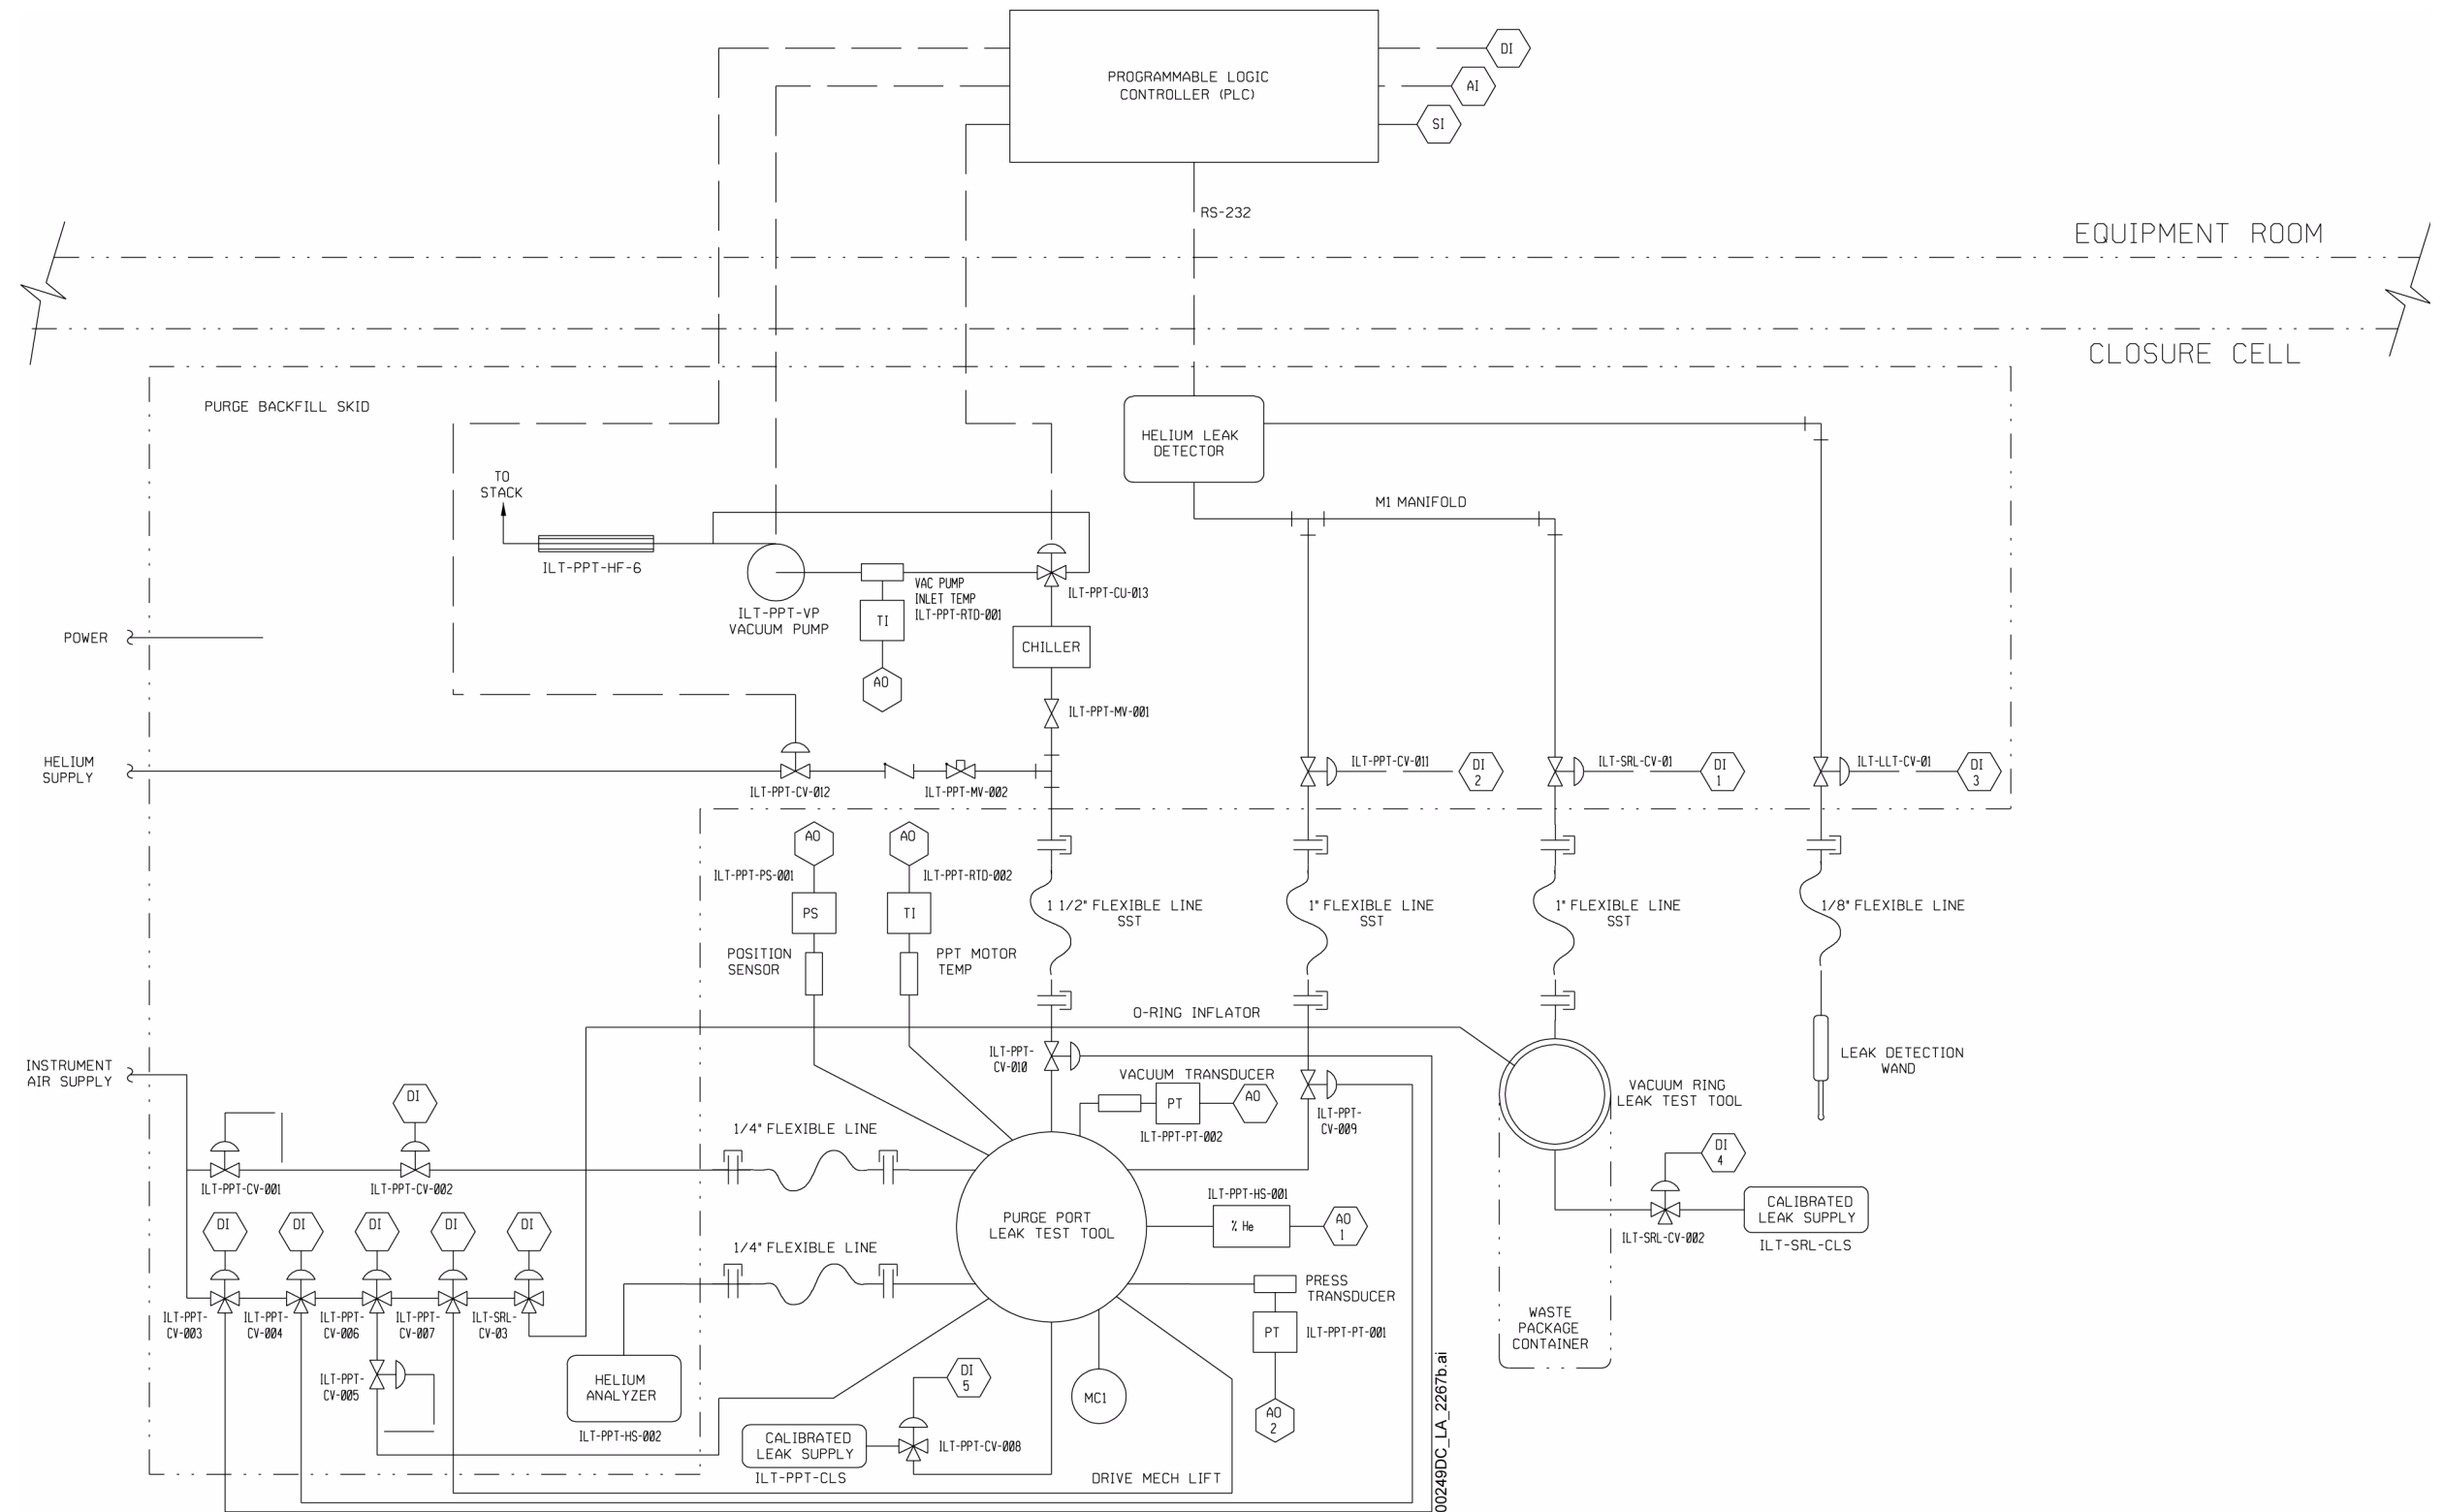 DI
PROGRAMMABLE LOGIC
CONTROLLER (PLC)
AI
SI
RS-232
EQUIPMENT ROOM
CLOSURE CELL
PURGE BACKFILL SKID
HELIUM LEAK
DETECTOR
TO
STACK
M1 MANIFOLD
ILT-PPT-HF-6
VAC PUMP
INLET TEMP
ILT-PPT-RTD-001
ILT-PPT-CU-013
ILT-PPT-VP
VACUUM PUMP
TI
POWER
CHILLER
AO
ILT-PPT-MV-001
HELIUM
SUPPLY
ILT-PPT-CV-012
ILT-PPT-MV-002
ILT-PPT-CV-011
DI
2
ILT-SRL-CV-01
DI
1
ILT-LLT-CV-01
DI
3
AO
AO
ILT-PPT-PS-001
ILT-PPT-RTD-002
PS
TI
1 1/2" FLEXIBLE LINE
SST
1" FLEXIBLE LINE
SST
1" FLEXIBLE LINE
SST
1/8" FLEXIBLE LINE
POSITION
SENSOR
PPT MOTOR
TEMP
O-RING INFLATOR
INSTRUMENT
AIR SUPPLY
ILT-PPT-
CV-010
LEAK DETECTION
WAND
VACUUM TRANSDUCER
PT
AO
ILT-PPT-PT-002
ILT-PPT-
CV-009
VACUUM RING
LEAK TEST TOOL
DI
1/4" FLEXIBLE LINE
ILT-PPT-CV-001
ILT-PPT-CV-002
DI
4
ILT-PPT-HS-001
CALIBRATED
LEAK SUPPLY
ILT-SRL-CV-002
ILT-SRL-CLS
DI
DI
DI
DI
DI
PURGE PORT
LEAK TEST TOOL
% He
AO
1
1/4" FLEXIBLE LINE
PRESS
TRANSDUCER
ILT-PPT-
CV-003
ILT-PPT-
CV-004
ILT-PPT-
CV-006
ILT-PPT-
CV-007
ILT-SRL-
CV-03
PT
ILT-PPT-PT-001
WASTE
PACKAGE
CONTAINER
ILT-PPT-
CV-005
HELIUM
ANALYZER
ILT-PPT-HS-002
DI
5
MC1
AO
2
CALIBRATED
LEAK SUPPLY
ILT-PPT-CV-008
ILT-PPT-CLS
DRIVE MECH LIFT
00249DC_LA_2267b.ai